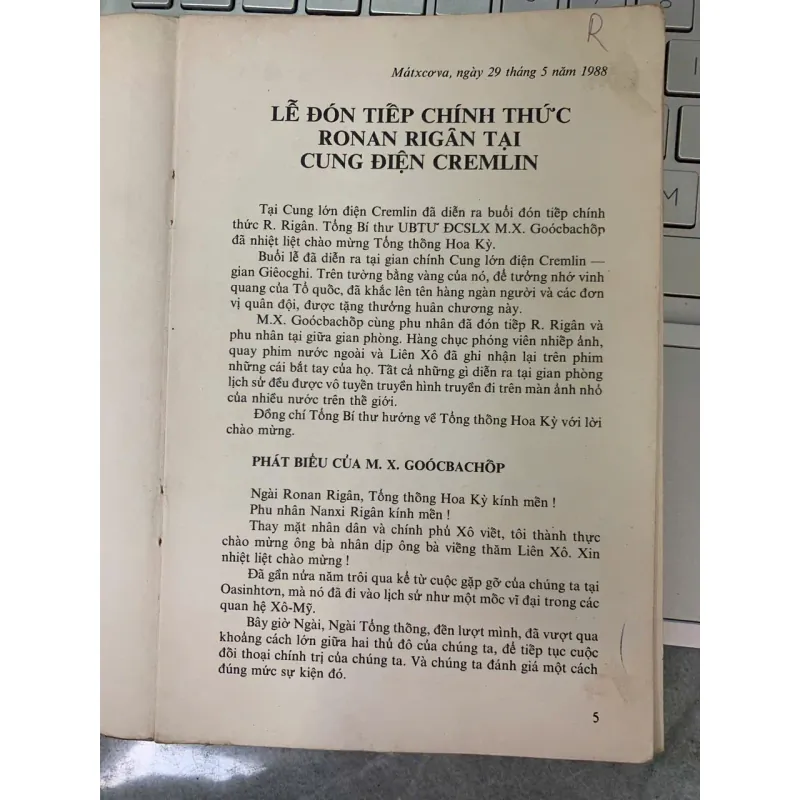 R
Mátxcơva, ngày 29 tháng 5 năm 1988
LỄ ĐÓN TIẾP CHÍNH THỨC
RONAN RIGÂN TẠI
CUNG ĐIỆN CREMLIN
Tại Cung lớn điện Cremlin đã diễn ra buổi đón tiếp chính
thức R. Rigân. Tổng Bí thư UBTƯ ĐCSLX M.X. Goócbachốp
đã nhiệt liệt chào mừng Tổng thống Hoa Kỳ.
Buổi lễ đã diễn ra tại gian chính Cung lớn điện Cremlin —
gian Giêocghi. Trên tường bằng vàng của nó, để tưởng nhớ vinh
quang của Tổ quốc, đã khắc lên tên hàng ngàn người và các đơn
vị quân đội, được tặng thưởng huân chương này.
M.X. Goócbachốp cùng phu nhân đã đón tiếp R. Rigân và
phu nhân tại giữa gian phòng. Hàng chục phóng viên nhiếp ảnh,
quay phim nước ngoài và Liên Xô đã ghi nhận lại trên phim
những cái bắt tay của họ. Tất cả những gì diễn ra tại gian phòng
lịch sử đều được vô tuyến truyền hình truyền đi trên màn ảnh nhỏ
của nhiều nước trên thế giới.
Đồng chí Tổng Bí thư hướng về Tổng thống Hoa Kỳ với lời
chào mừng.
PHÁT BIỂU CỦA M. X. GOÓCBACHỐP
Ngài Ronan Rigân, Tổng thống Hoa Kỳ kính mến !
Phu nhân Nanxi Rigân kính mến !
Thay mặt nhân dân và chính phủ Xô viết, tôi thành thực
chào mừng ông bà nhân dịp ông bà viếng thăm Liên Xô. Xin
nhiệt liệt chào mừng !
Đã gần nửa năm trôi qua kể từ cuộc gặp gỡ của chúng ta tại
Oasinhtơn, mà nó đã đi vào lịch sử như một mốc vĩ đại trong các
quan hệ Xô-Mỹ.
Bây giờ Ngài, Ngài Tổng thống, đến lượt mình, đã vượt qua
khoảng cách lớn giữa hai thủ đô của chúng ta, để tiếp tục cuộc
đối thoại chính trị của chúng ta. Và chúng ta đánh giá một cách
đúng mức sự kiện đó.
5